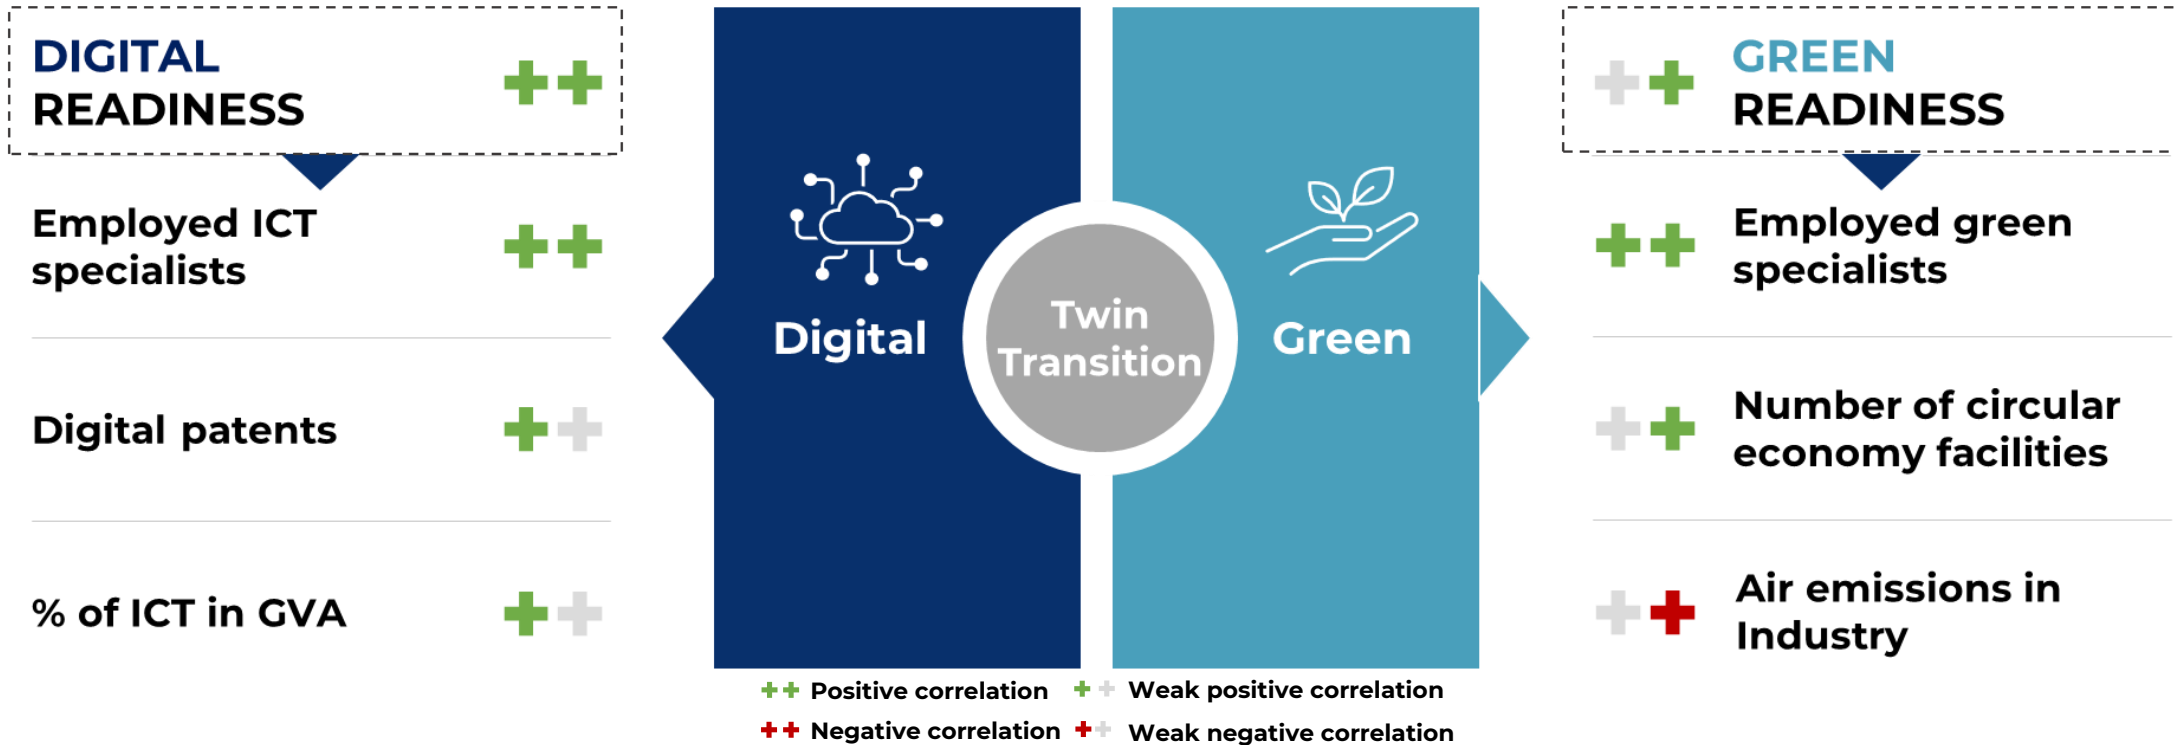 DIGITAL
READINESS
Employed ICT
specialists
Digital patents
% of ICT in GVA
Digital
Twin
Transition
Green
GREEN
READINESS
Employed green
specialists
Number of circular
economy facilities
Air emissions in
Industry
Positive correlation
Weak positive correlation
Negative correlation
Weak negative correlation